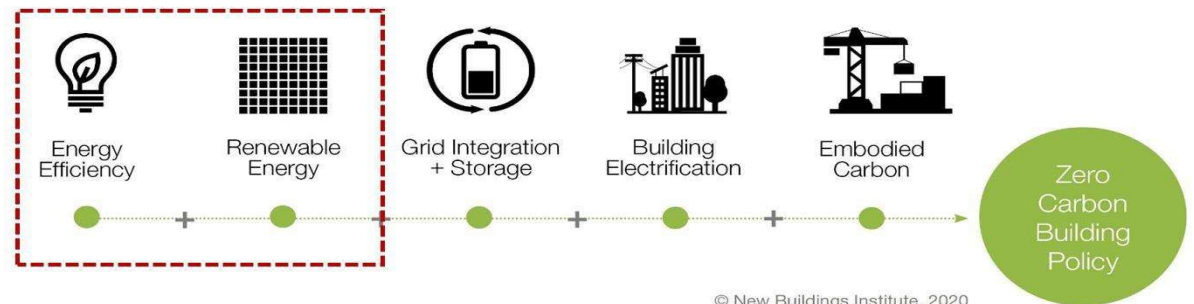 Energy
Efficiency
Renewable
Energy
Grid Integration
+ Storage
Building
Electrification
Embodied
Carbon
+
+
+
+
Zero
Carbon
Building
Policy
© New Buildings Institute, 2020